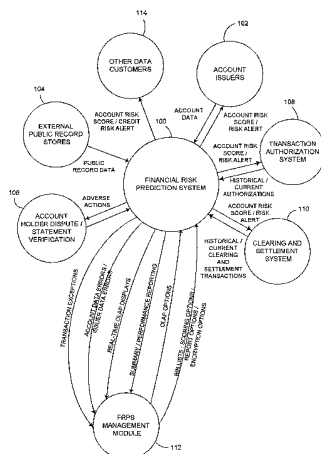 114
OTHER DATA
CUSTOMERS
102
ACCOUNT
ISSUERS
104
EXTERNAL
PUBLIC RECORD
STORES
ACCOUNT RISK
SCORE / CREDIT
RISK ALERT
100
ACCOUNT
DATA
ACCOUNT RISK
SCORE /
RISK ALERT
108
TRANSACTION
AUTHORIZATION
SYSTEM
PUBLIC
RECORD DATA
FINANCIAL RISK
PREDICTION SYSTEM
ACCOUNT RISK
SCORE /
RISK ALERT
HISTORICAL /
CURRENT
AUTHORIZATIONS
106
ACCOUNT
HOLDER DISPUTE /
STATEMENT
VERIFICATION
ADVERSE
ACTIONS
ACCOUNT RISK
SCORE / RISK
ALERT
110
CLEARING AND
SETTLEMENT SYSTEM
HISTORICAL /
CURRENT
CLEARING
AND
SETTLEMENT
TRANSACTIONS
TRANSACTION EXCEPTIONS
ACCOUNT DATA ERRORS /
ISSUER DATA ERRORS
REAL-TIME OLAP DISPLAYS
SUMMARY / PERFORMANCE REPORTING
OLAP OPTIONS
BIN LISTS / SCORING OPTIONS /
REPORT OPTIONS /
ENCRYPTION OPTIONS
FRPS
MANAGEMENT
MODULE
112